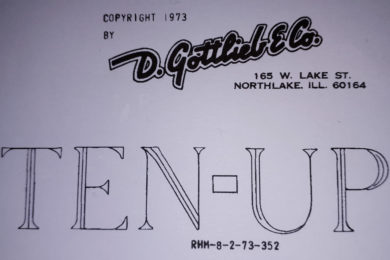 COPYRIGHT 1973
BY
D. Gottlieb & Co.
165 W. LAKE ST.
NORTHLAKE, ILL. 60164
TEN-UP
RHM-8-2-73-352